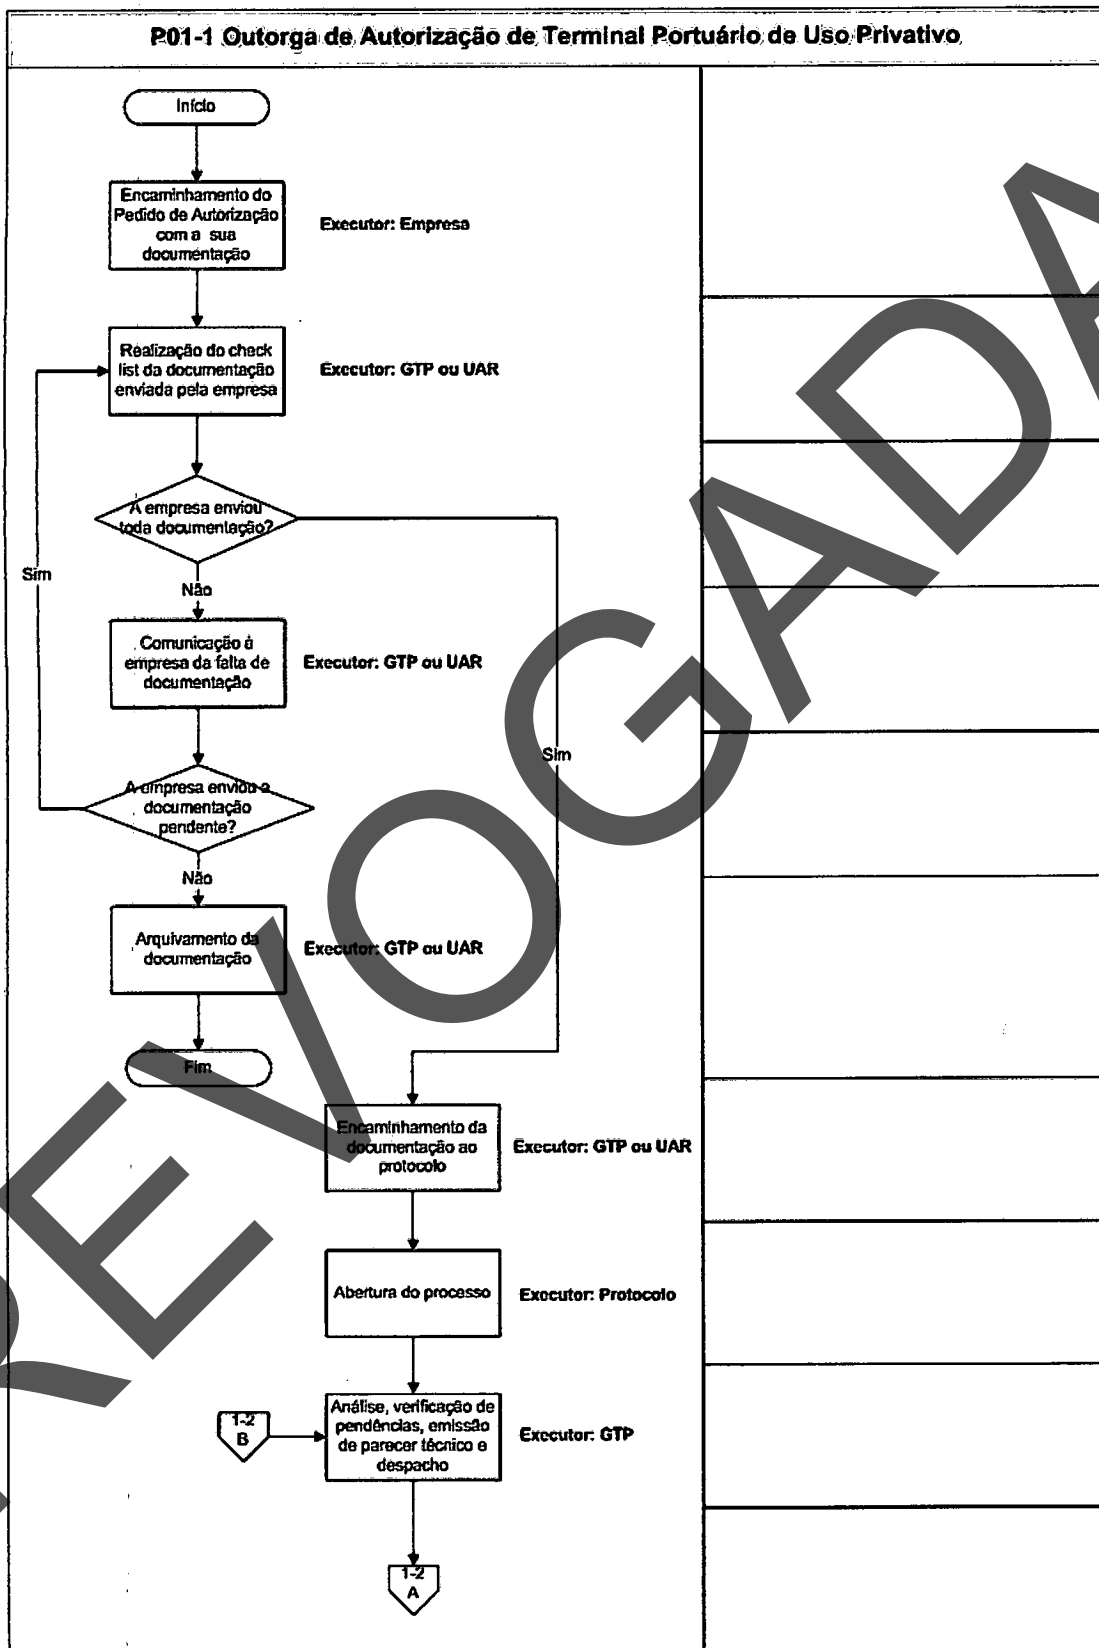 P01-1 Outorga de Autorização de Terminal Portuário de Uso Privativo
Início
Encaminhamento do
Pedido de Autorização
com a sua
documentação
Executor: Empresa
Realização do check
list da documentação
enviada pela empresa
Executor: GTP ou UAR
A empresa enviou
toda documentação?
Sim
Não
Comunicação à
empresa da falta de
documentação
Executor: GTP ou UAR
Sim
A empresa enviou a
documentação
pendente?
Não
Arquivamento da
documentação
Executor: GTP ou UAR
Fim
Encaminhamento da
documentação ao
protocolo
Executor: GTP ou UAR
Abertura do processo
Executor: Protocolo
Análise, verificação de
pendências, emissão
de parecer técnico e
despacho
Executor: GTP
1-2
B
1-2
A
REVOGADA